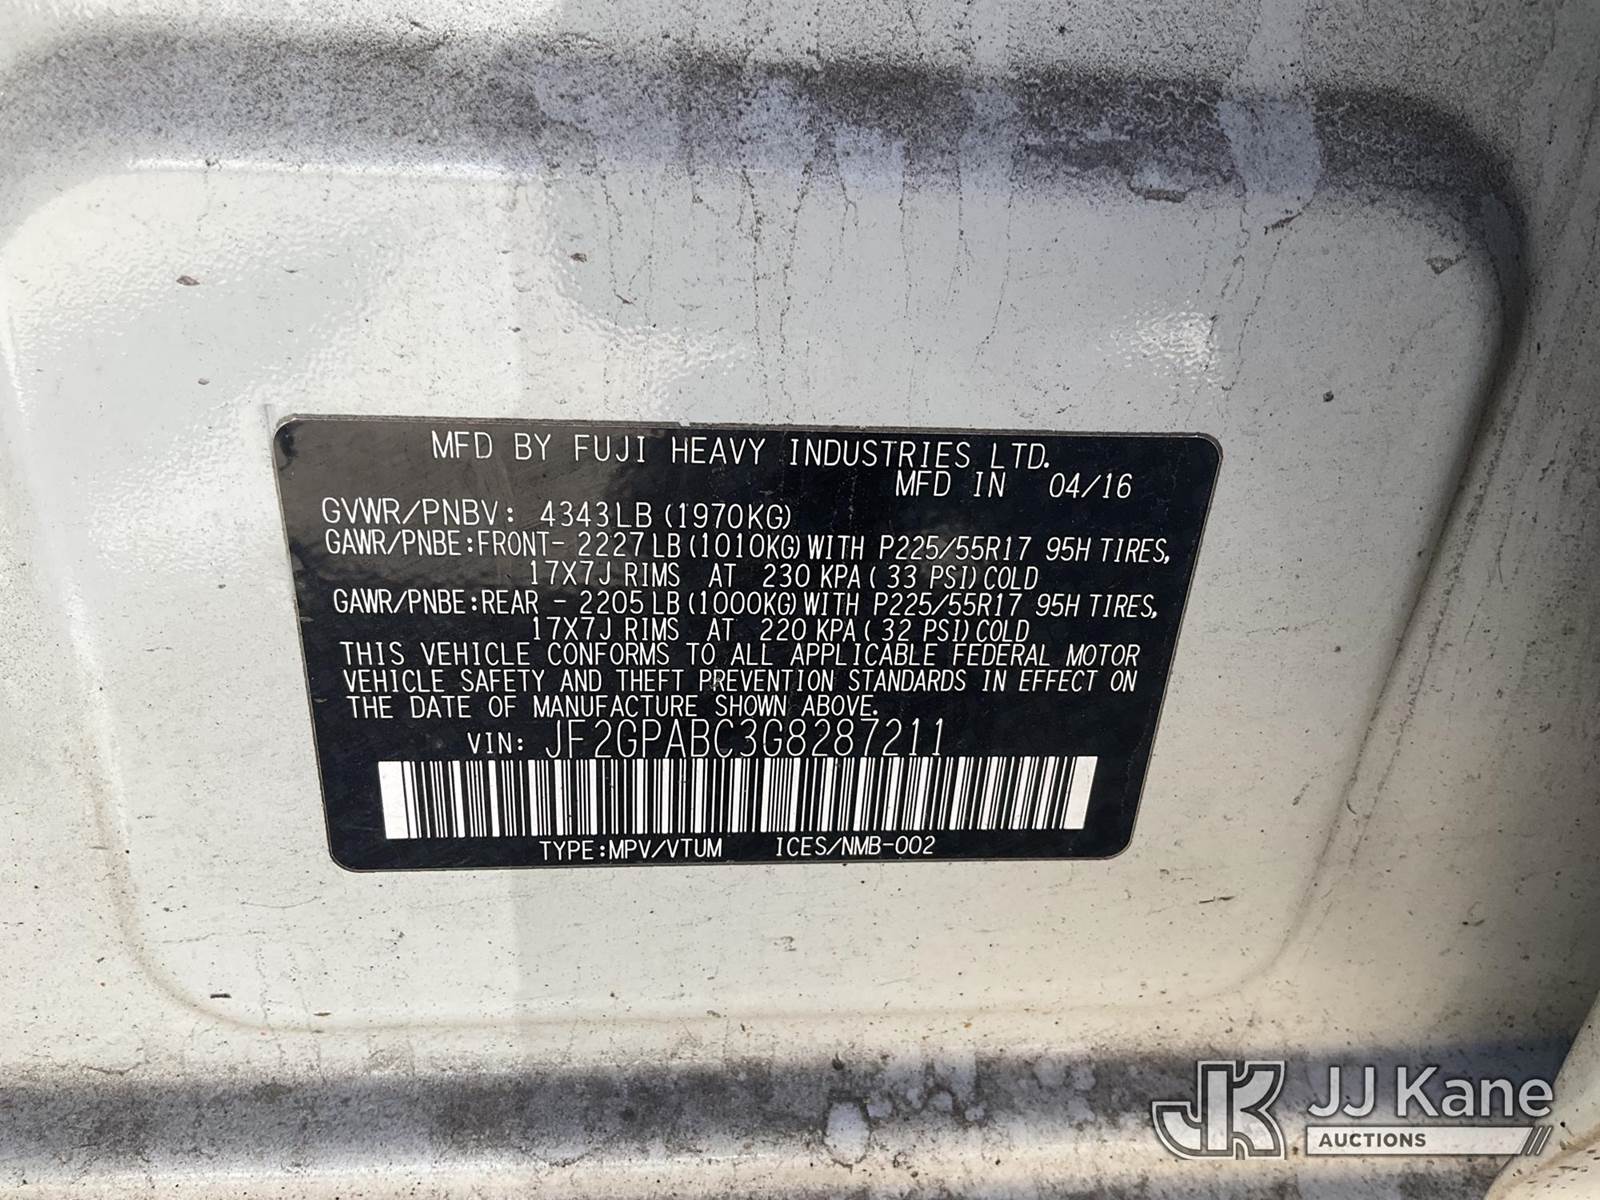 MFD BY FUJI HEAVY INDUSTRIES LTD.
MFD IN 04/16
GVWR/PNBV: 4343LB(1970KG)
GAWR/PNBE:FRONT- 2227LB(1010KG)WITH P225/55R17 95H TIRES,
17X7J RIMS AT 230 KPA( 33 PSI)COLD
GAWR/PNBE:REAR - 2205LB(1000KG)WITH P225/55R17 95H TIRES,
17X7J RIMS AT 220 KPA( 32 PSI)COLD
THIS VEHICLE CONFORMS TO ALL APPLICABLE FEDERAL MOTOR
VEHICLE SAFETY AND THEFT PREVENTION STANDARDS IN EFFECT ON
THE DATE OF MANUFACTURE SHOWN ABOVE.
VIN: JF2GPABC3G8287211
TYPE:MPV/VTUM ICES/NMB-002
JK JJ Kane
AUCTIONS